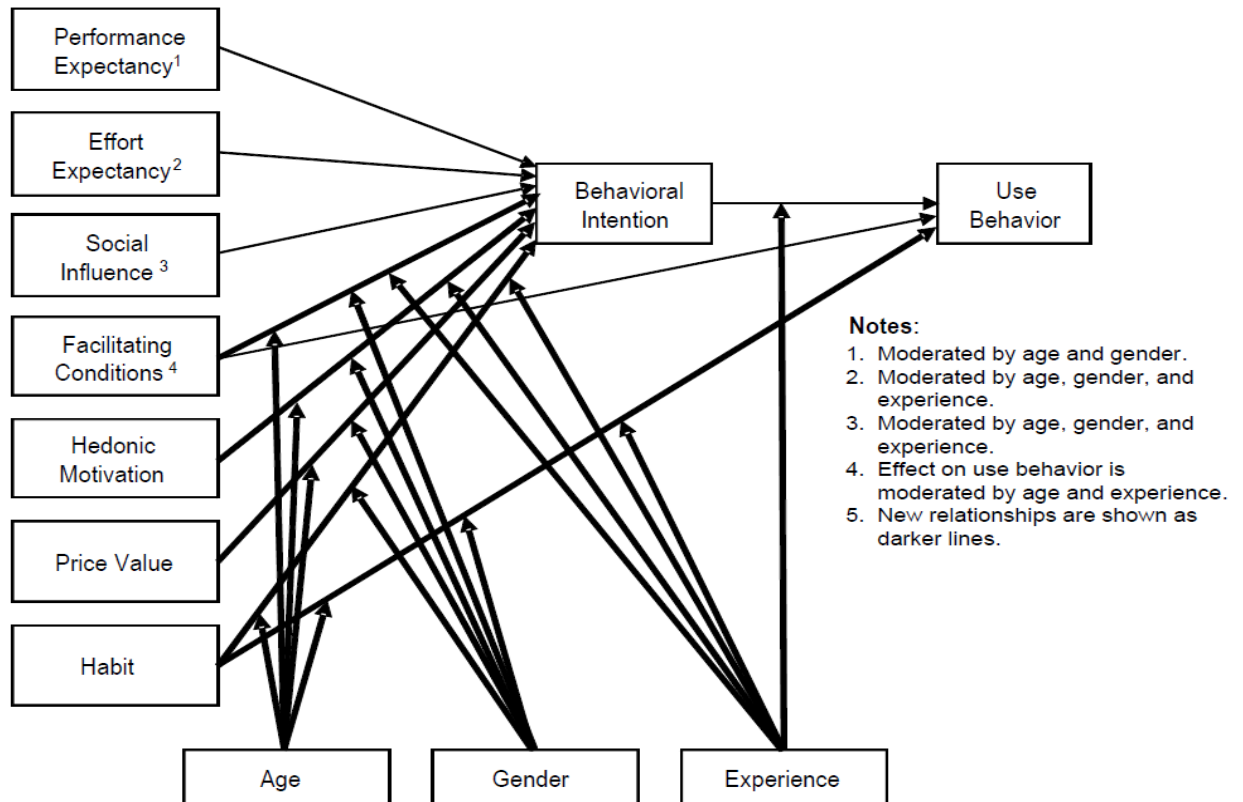 Performance
Expectancy1
Effort
Expectancy2
Social
Influence 3
Facilitating
Conditions 4
Hedonic
Motivation
Price Value
Habit
Behavioral
Intention
Use
Behavior
Notes:
1. Moderated by age and gender.
2. Moderated by age, gender, and
experience.
3. Moderated by age, gender, and
experience.
4. Effect on use behavior is
moderated by age and experience.
5. New relationships are shown as
darker lines.
Age
Gender
Experience